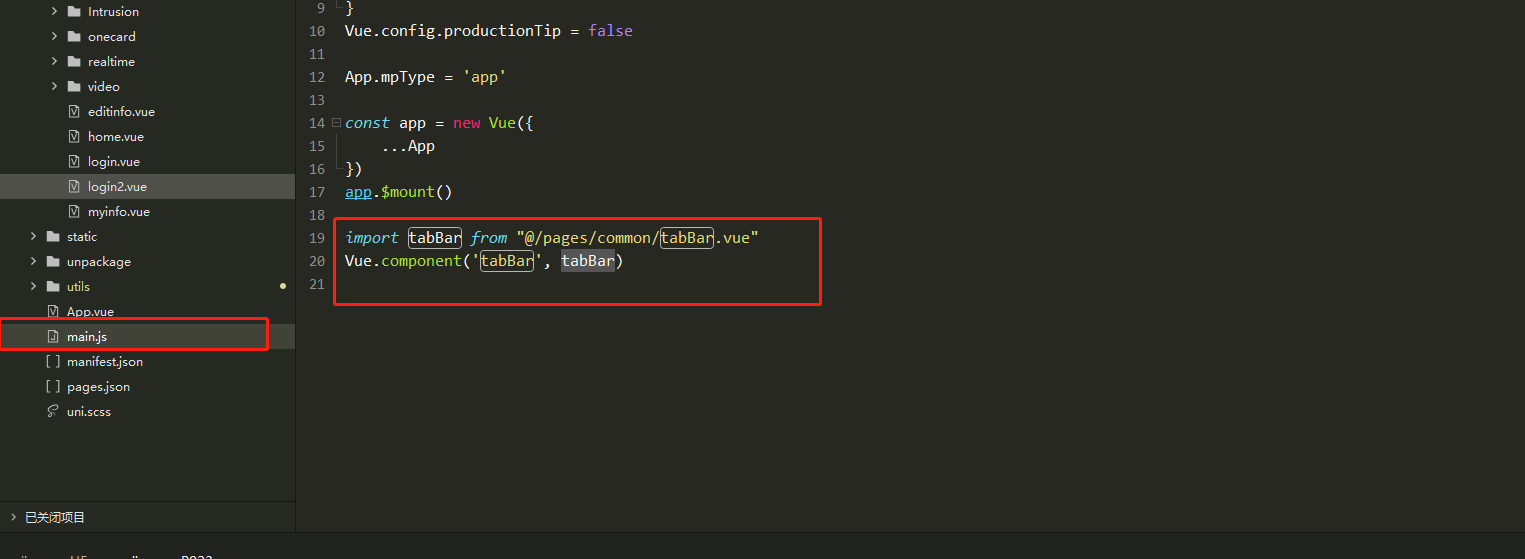 Intrusion
onecard
realtime
video
editinfo.vue
home.vue
login.vue
login2.vue
myinfo.vue
static
unpackage
utils
App.vue
main.js
manifest.json
pages.json
uni.scss
已关闭项目
9 }
10 Vue.config.productionTip = false
11
12 App.mpType = 'app'
13
14 const app = new Vue({
15 ...App
16 })
17 app.$mount()
18
19 import tabBar from "@/pages/common/tabBar.vue"
20 Vue.component('tabBar', tabBar)
21